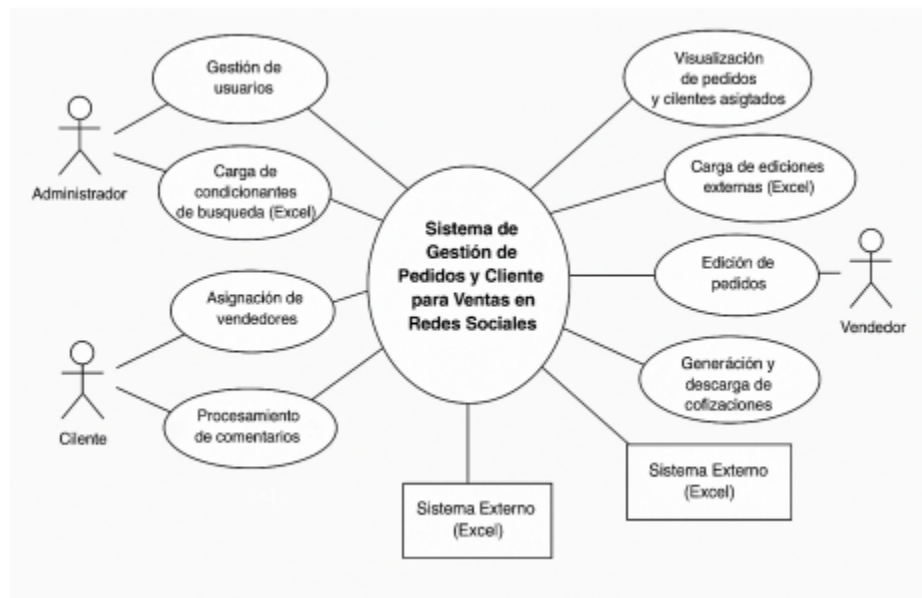 Gestión de
usuarios
Administrador
Carga de
condicionantes
de busqueda (Excel)
Asignación de
vendedores
Cilente
Procesamiento
de comentarios
Sistema de
Gestión de
Pedidos y Cliente
para Ventas en
Redes Sociales
Visualización
de pedidos
y cilentes asigtados
Carga de ediciones
externas (Excel)
Edición de
pedidos
Vendedor
Generáción y
descarga de
cofizaciones
Sistema Externo
(Excel)
Sistema Externo
(Excel)